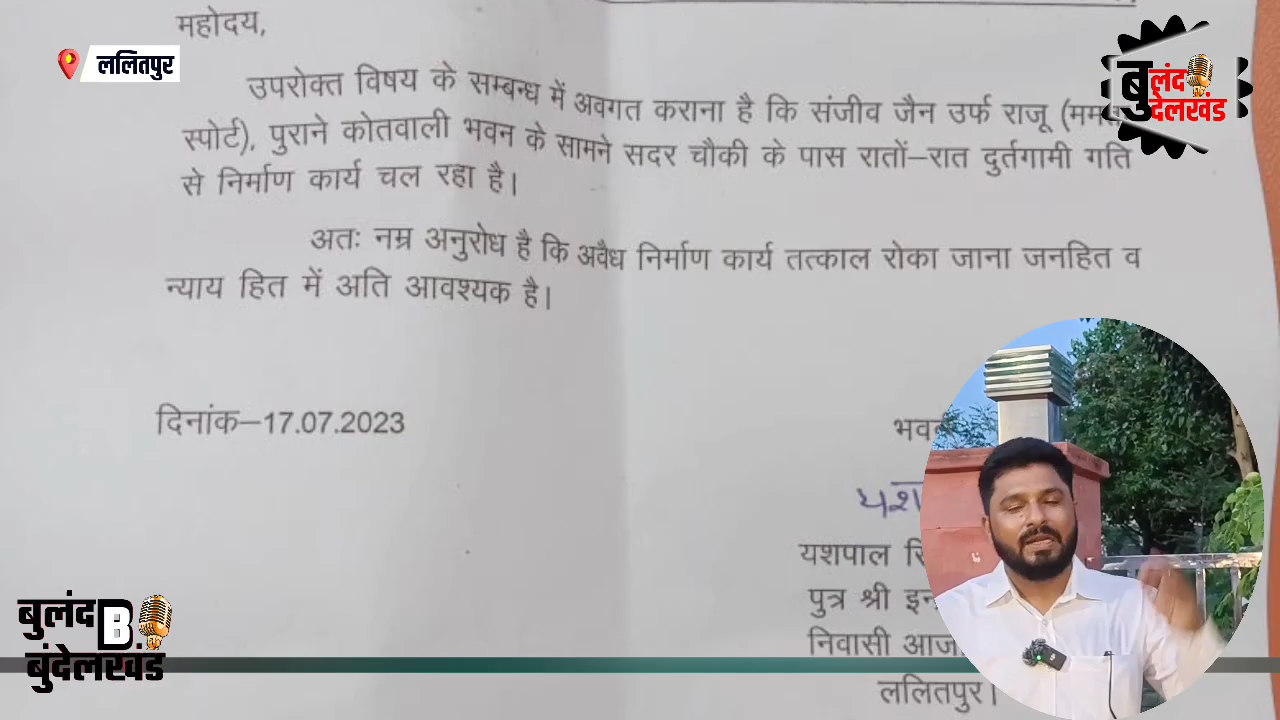 महोदय,
ललितपुर
बुलंद
देलखंड
उपरोक्त विषय के सम्बन्ध में अवगत कराना है कि संजीव जैन उर्फ राजू
स्पोर्ट), पुराने कोतवाली भवन के सामने सदर चौकी के पास रातों–रात दुर्तगामी गति
से निर्माण कार्य चल रहा है।
अतः नम्र अनुरोध है कि अवैध निर्माण कार्य तत्काल रोका जाना जनहित व
न्याय हित में अति आवश्यक है।
दिनांक–17.07.2023
यशपाल
पुत्र श्री
निवासी
ललितपुर।
बुलंद B
बुंदेलखंड